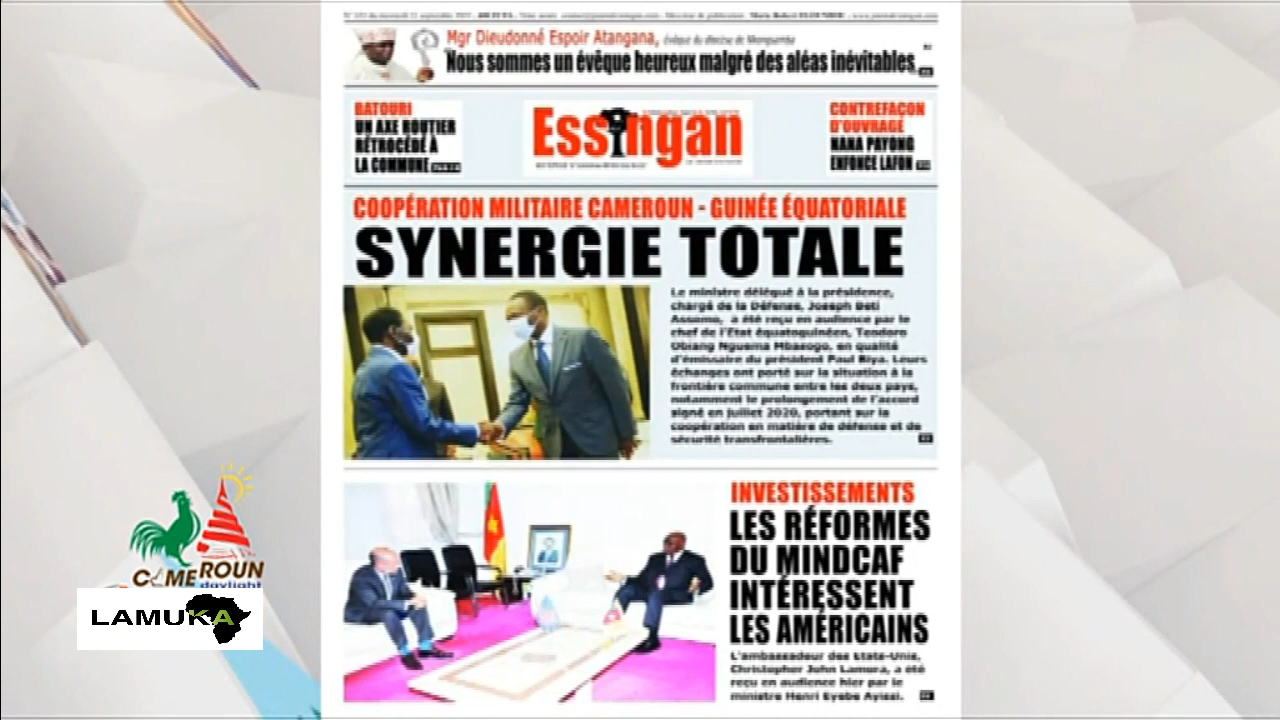 Mgr Dieudonné Espoir Atangana, évêque du diocèse de
Nous sommes un évêque heureux malgré des aléas inévitables
BATOURI
UN AXE ROUTIER
RÉTROCÉDÉ À
LA COMMUNE
Essingan
CONTREFAÇON
D'OUVRAGE
NANA PAYONG
ENFONCE LAFON
COOPÉRATION MILITAIRE CAMEROUN - GUINÉE ÉQUATORIALE
SYNERGIE TOTALE
Le ministre délégué à la présidence,
chargé de la Défense, Joseph Beti
Assomo, a été reçu en audience par le
chef de l'Etat équatoguinéen, Teodoro
Obiang Nguema Mbasogo, en qualité
d'émissaire du président Paul Biya. Leurs
échanges ont porté sur la situation à la
frontière commune entre les deux pays,
notamment le prolongement de l'accord
signé en juillet 2020, portant sur la
coopération en matière de défense et de
sécurité transfrontalières.
INVESTISSEMENTS
LES RÉFORMES
DU MINDCAF
INTÉRESSENT
LES AMÉRICAINS
L'ambassadeur des Etats-Unis,
Christopher John Lamora, a été
reçu en audience hier par le
ministre Henri Eyebe Ayissi.
CAMEROUN
daylight
LAMUKA